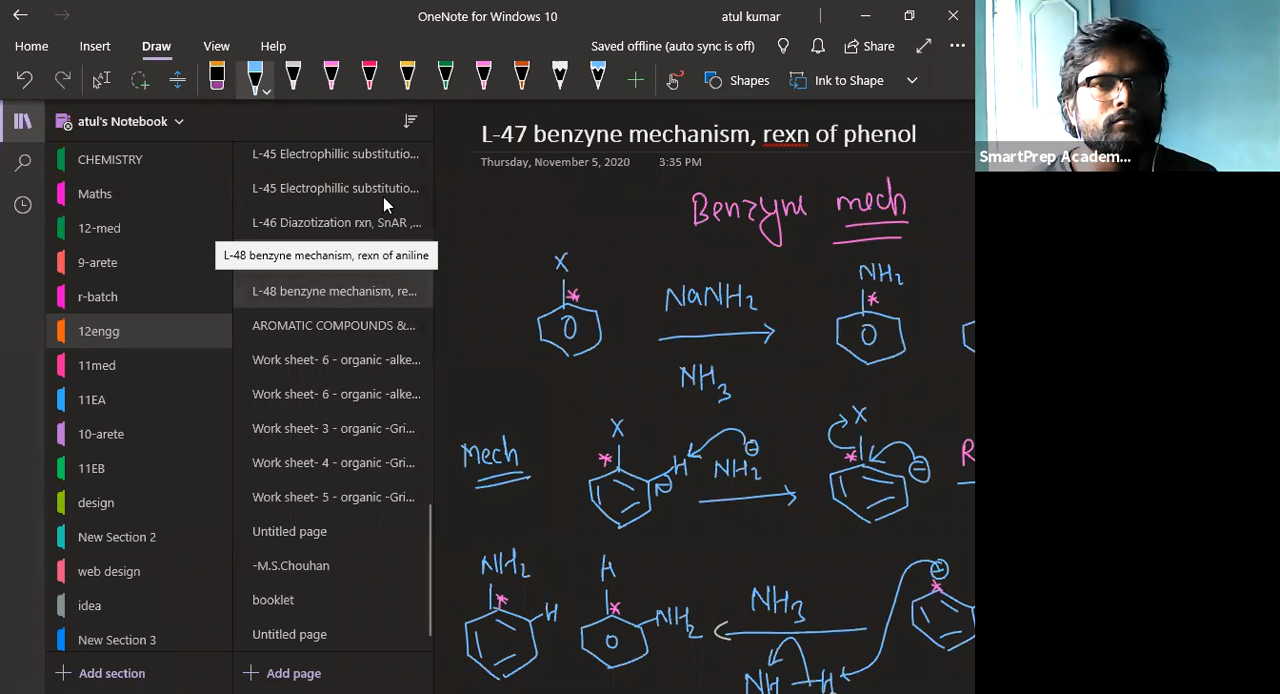 OneNote for Windows 10
atul kumar
Home
Insert
Draw
View
Help
Saved offline (auto sync is off)
Share
Shapes
Ink to Shape
atul's Notebook
CHEMISTRY
Maths
12-med
9-arete
r-batch
12engg
11med
11EA
10-arete
11EB
design
New Section 2
web design
idea
New Section 3
Add section
L-45 Electrophillic substitutio...
L-45 Electrophillic substitutio...
L-46 Diazotization rxn, SnAR ,...
L-48 benzyne mechanism, rexn of aniline
L-48 benzyne mechanism, re...
AROMATIC COMPOUNDS &...
Work sheet- 6 - organic -alke...
Work sheet- 6 - organic -alke...
Work sheet- 3 - organic -Gri...
Work sheet- 4 - organic -Gri...
Work sheet- 5 - organic -Gri...
Untitled page
-M.S.Chouhan
booklet
Untitled page
Add page
L-47 benzyne mechanism, rexn of phenol
Thursday, November 5, 2020 3:35 PM
Benzyne mech
X
NaNH2
NH3
NH2
Mech
X
H
NH2
X
R
NH2
H
H
NH2
NH3
NH H
SmartPrep Academ...